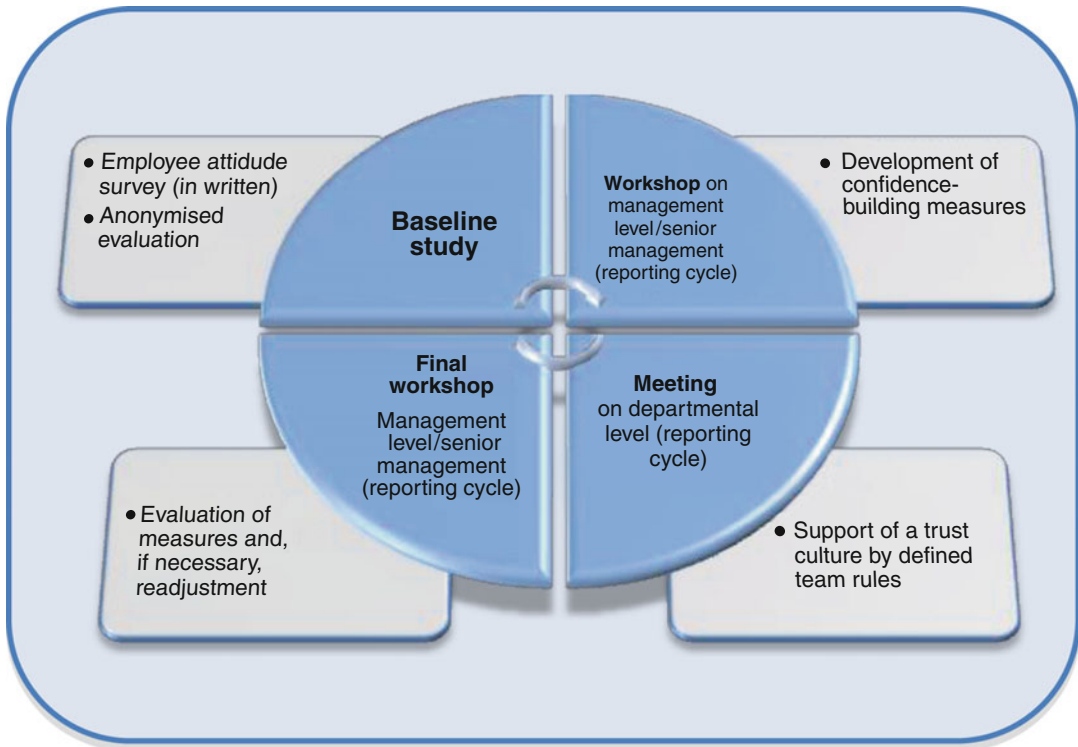 ● Employee attidude
survey (in written)
● Anonymised
evaluation
Baseline
study
Workshop on
management
level/senior
management
(reporting cycle)
● Development of
confidence-
building measures
Final
workshop
Management
level/senior
management
(reporting cycle)
Meeting
on departmental
level (reporting
cycle)
● Evaluation of
measures and,
if necessary,
readjustment
● Support of a trust
culture by defined
team rules